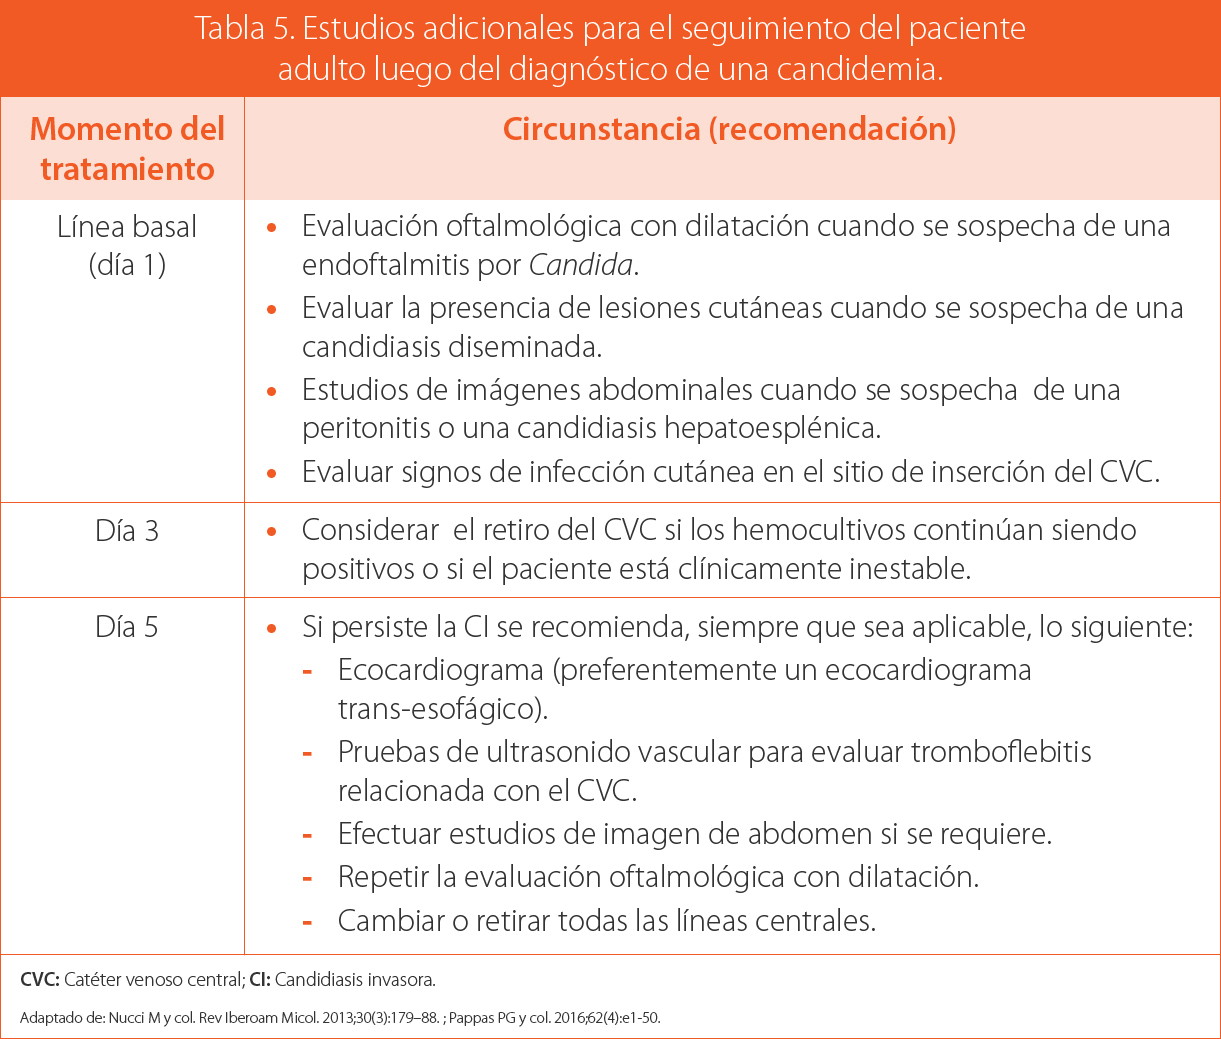 Tabla 5. Estudios adicionales para el seguimiento del paciente
adulto luego del diagnóstico de una candidemia.
Momento del
tratamiento
Circunstancia (recomendación)
Línea basal
(día 1)
• Evaluación oftalmológica con dilatación cuando se sospecha de una
endoftalmitis por Candida.
• Evaluar la presencia de lesiones cutáneas cuando se sospecha de una
candidiasis diseminada.
• Estudios de imágenes abdominales cuando se sospecha de una
peritonitis o una candidiasis hepatoesplénica.
• Evaluar signos de infección cutánea en el sitio de inserción del CVC.
Día 3
• Considerar el retiro del CVC si los hemocultivos continúan siendo
positivos o si el paciente está clínicamente inestable.
Día 5
• Si persiste la CI se recomienda, siempre que sea aplicable, lo siguiente:
- Ecocardiograma (preferentemente un ecocardiograma
trans-esofágico).
- Pruebas de ultrasonido vascular para evaluar tromboflebitis
relacionada con el CVC.
- Efectuar estudios de imagen de abdomen si se requiere.
- Repetir la evaluación oftalmológica con dilatación.
- Cambiar o retirar todas las líneas centrales.
CVC: Catéter venoso central; CI: Candidiasis invasora.
Adaptado de: Nucci M y col. Rev Iberoam Micol. 2013;30(3):179–88. ; Pappas PG y col. 2016;62(4):e1-50.